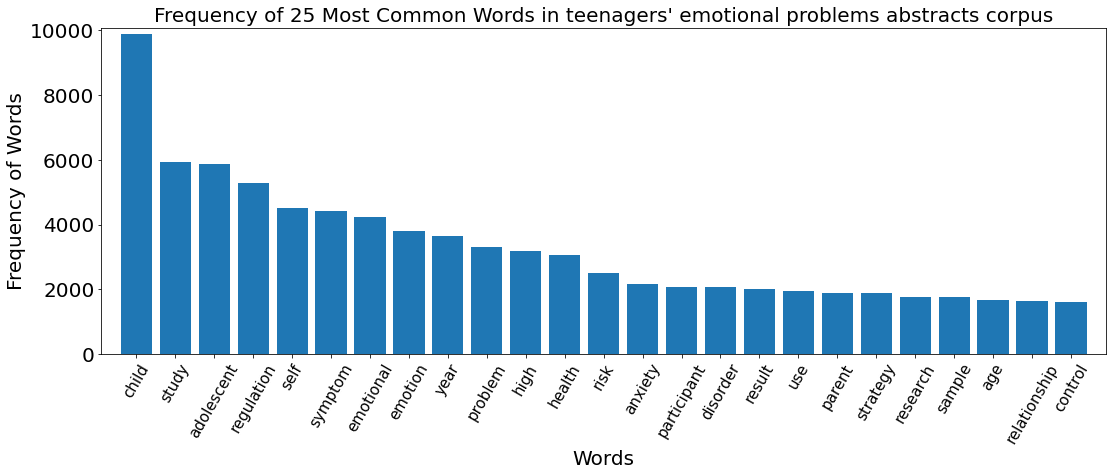 Frequency of 25 Most Common Words in teenagers' emotional problems abstracts corpus
Frequency of Words
10000
8000
6000
4000
2000
0
child
study
adolescent
regulation
self
symptom
emotional
emotion
year
problem
high
health
risk
anxiety
participant
disorder
result
use
parent
strategy
research
sample
age
relationship
control
Words